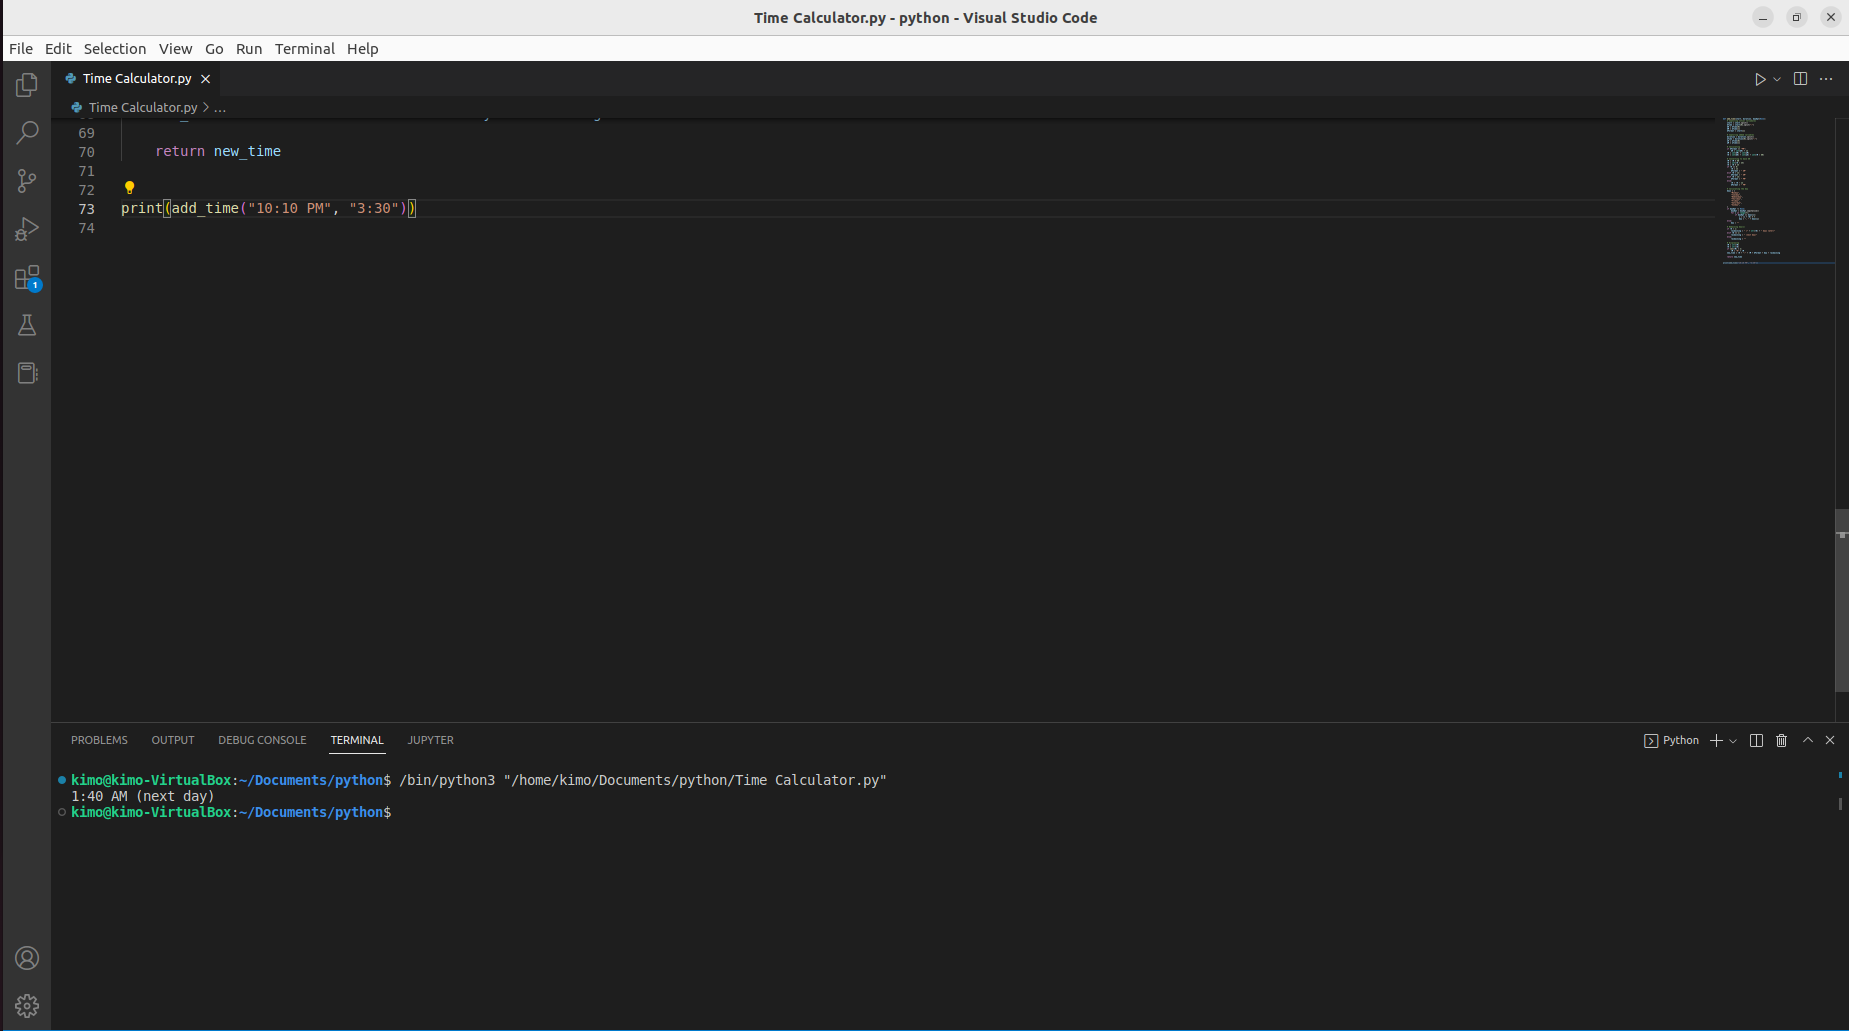 Time Calculator.py - python - Visual Studio Code
File Edit Selection View Go Run Terminal Help
Time Calculator.py
Time Calculator.py > ...
69
70 return new_time
71
72
73 print(add_time("10:10 PM", "3:30"))
74
1
PROBLEMS OUTPUT DEBUG CONSOLE TERMINAL JUPYTER
Python
kimo@kimo-VirtualBox:~/Documents/python$ /bin/python3 "/home/kimo/Documents/python/Time Calculator.py"
1:40 AM (next day)
kimo@kimo-VirtualBox:~/Documents/python$